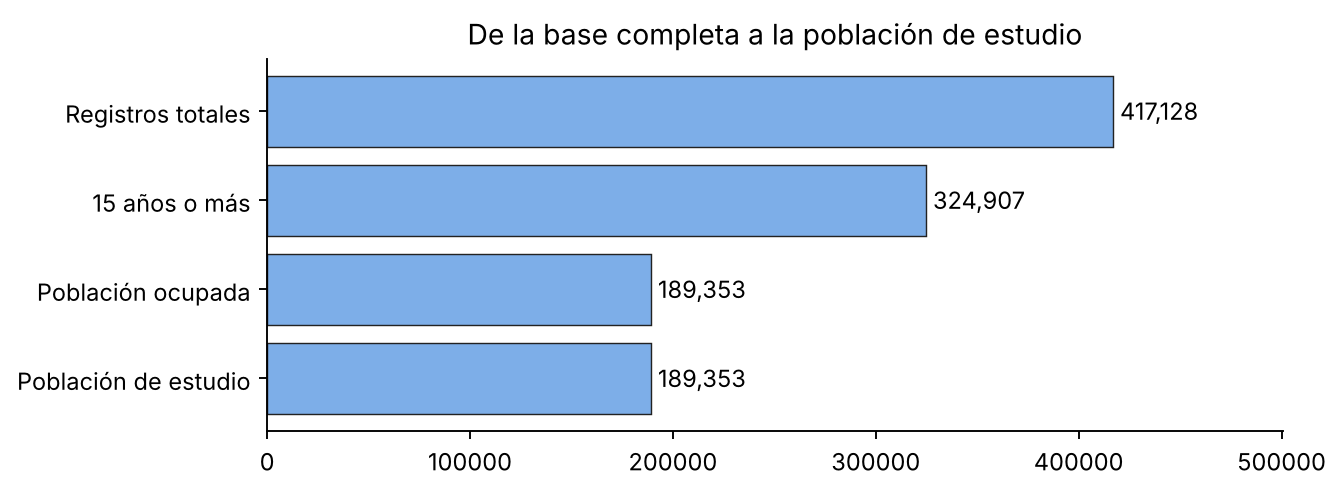 De la base completa a la población de estudio
Registros totales 417,128
15 años o más 324,907
Población ocupada 189,353
Población de estudio 189,353
0 100000 200000 300000 400000 500000